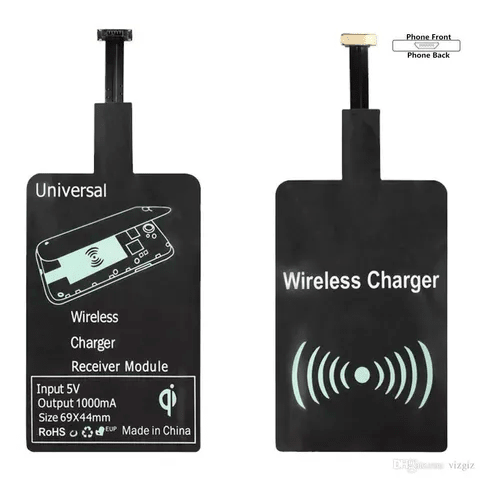 Phone Front
Phone Back
Universal
Wireless
Charger
Receiver Module
Input 5V
Output 1000mA
Size 69X44mm
RoHS
EUP
Made in China
Wireless Charger
vizgiz